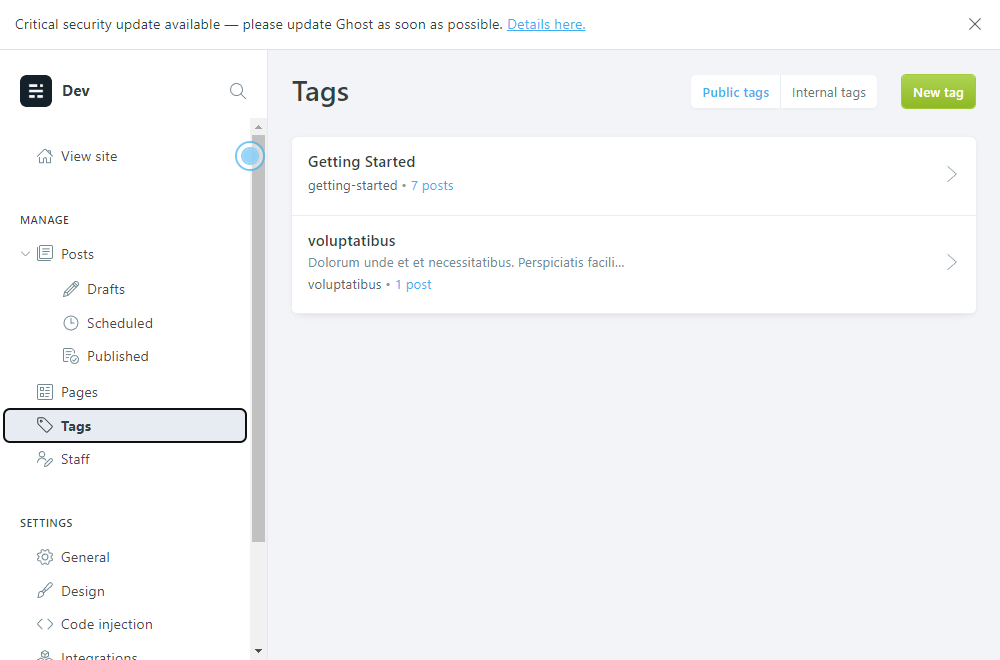 Critical security update available — please update Ghost as soon as possible. Details here.
Dev
View site
MANAGE
Posts
Drafts
Scheduled
Published
Pages
Tags
Staff
SETTINGS
General
Design
Code injection
Integrations
Tags
Public tags
Internal tags
New tag
Getting Started
getting-started • 7 posts
voluptatibus
Dolorum unde et et necessitatibus. Perspiciatis facili...
voluptatibus • 1 post